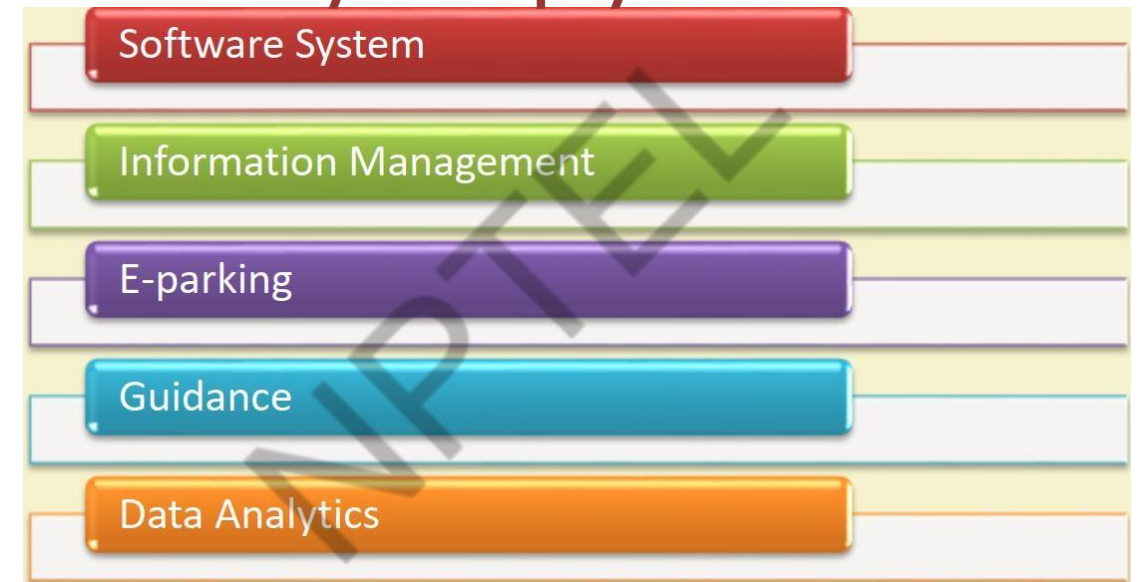 Software System
Information Management
E-parking
Guidance
Data Analytics
NPTEL